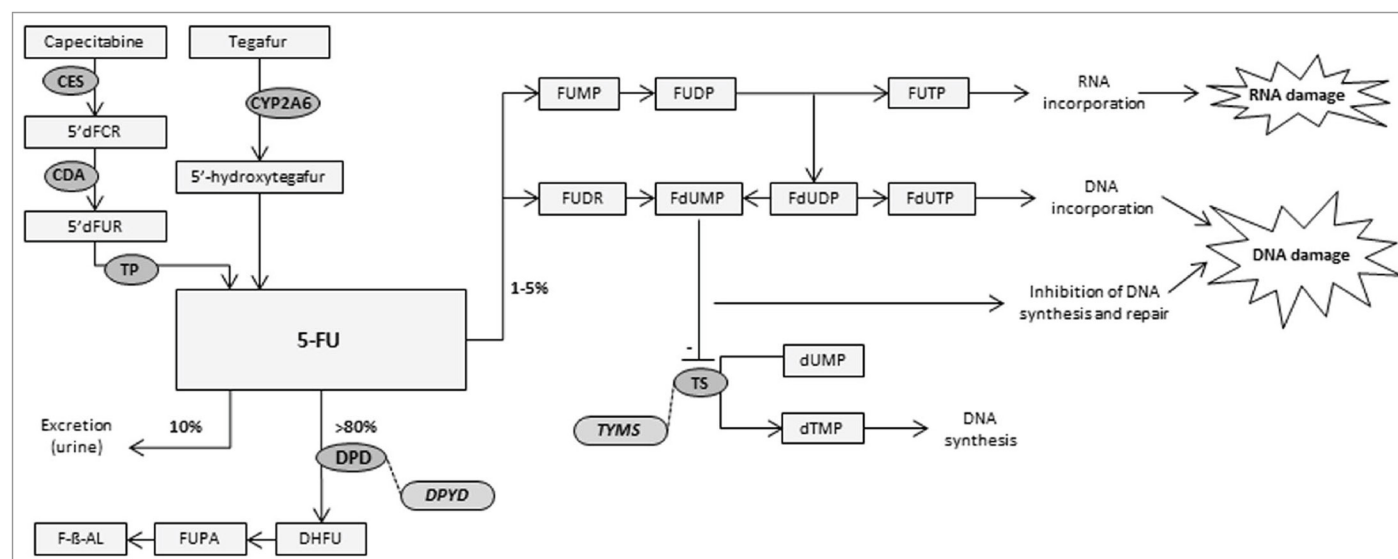 Capecitabine
Tegafur
CES
CYP2A6
FUMP
FUDP
FUTP
RNA
incorporation
RNA damage
5'dFCR
CDA
5'-hydroxytegafur
FUDR
FdUMP
FdUDP
FdUTP
DNA
incorporation
5'dFUR
TP
DNA damage
1-5%
Inhibition of DNA
synthesis and repair
5-FU
-
dUMP
TS
Excretion
(urine)
10%
>80%
TYMS
dTMP
DNA
synthesis
DPD
DPYD
F-ß-AL
FUPA
DHFU